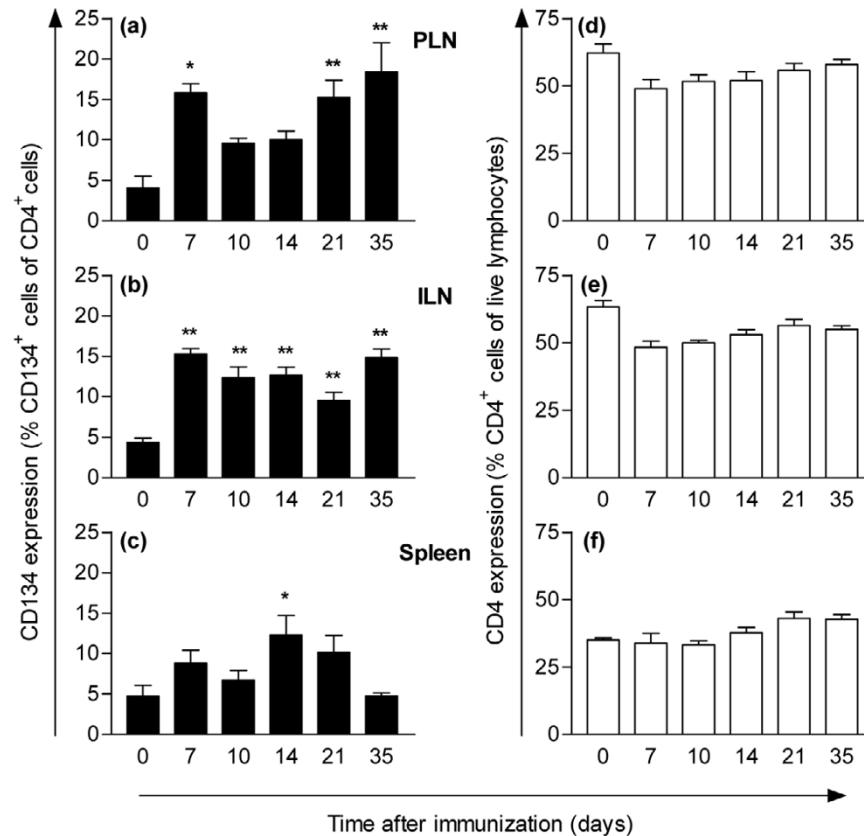 CD134 expression (% CD134⁺ cells of CD4⁺ cells)
(a)
PLN
25
20
15
10
5
0
* ** **
0 7 10 14 21 35
(b)
ILN
25
20
15
10
5
0
** ** ** ** **
0 7 10 14 21 35
(c)
Spleen
25
20
15
10
5
0
*
0 7 10 14 21 35
CD4 expression (% CD4⁺ cells of live lymphocytes)
(d)
75
50
25
0
0 7 10 14 21 35
(e)
75
50
25
0
0 7 10 14 21 35
(f)
75
50
25
0
0 7 10 14 21 35
Time after immunization (days)